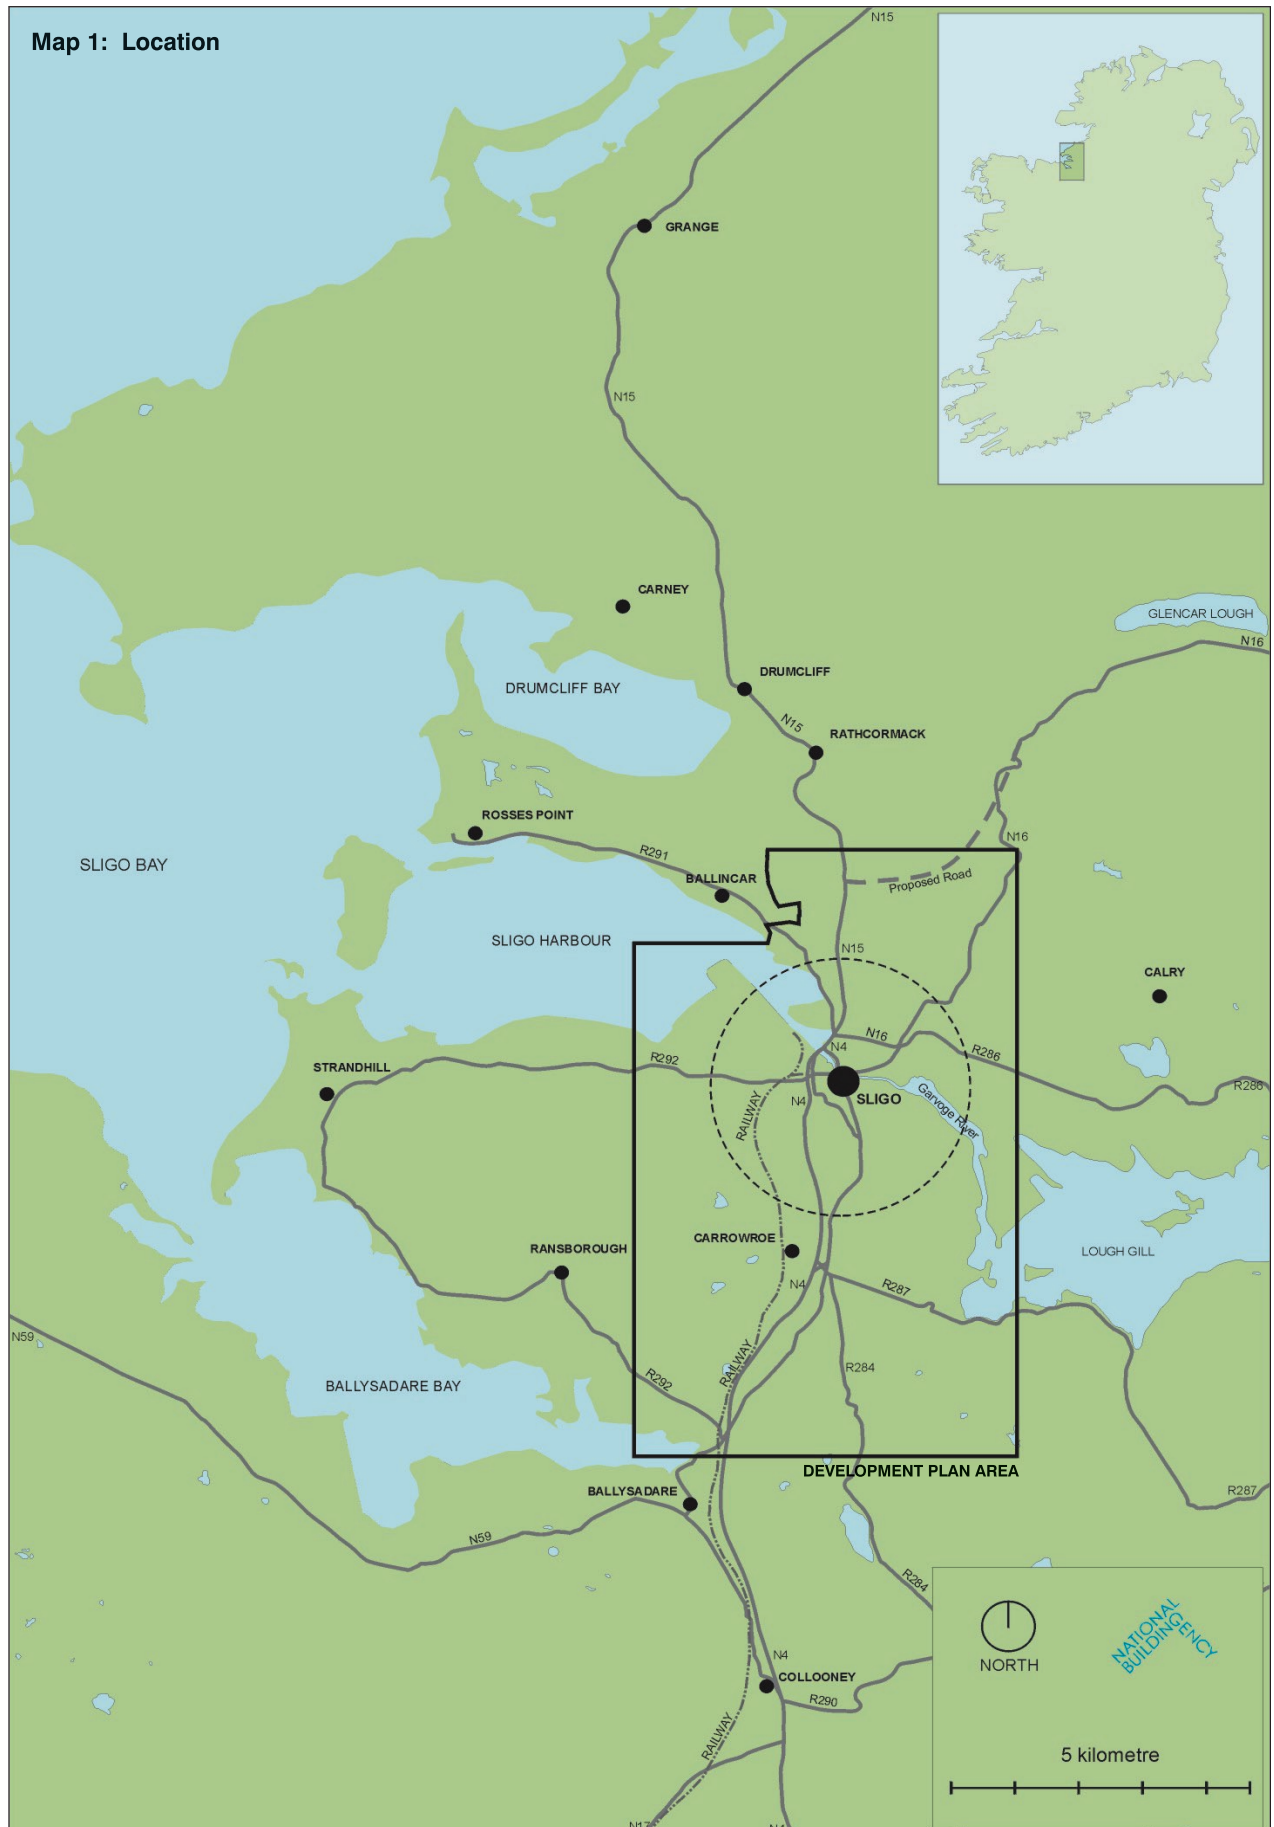 Map 1: Location
N15
GRANGE
N15
CARNEY
GLENCAR LOUGH
N16
DRUMCLIFF
DRUMCLIFF BAY
N15
RATHCORMACK
ROSSES POINT
N16
R291
SLIGO BAY
BALLINCAR
Proposed Road
SLIGO HARBOUR
N15
CALRY
N16
N4
R286
R292
STRANDHILL
R286
SLIGO
N4
RAILWAY
Garvoge River
CARROWROE
RANSBOROUGH
LOUGH GILL
N4
R287
N59
RAILWAY
R284
R292
BALLYSADARE BAY
DEVELOPMENT PLAN AREA
BALLYSADARE
R287
N59
R284
NATIONAL
BUILDINGENCY
NORTH
N4
COLLOONEY
R290
RAILWAY
5 kilometre
N17
N4